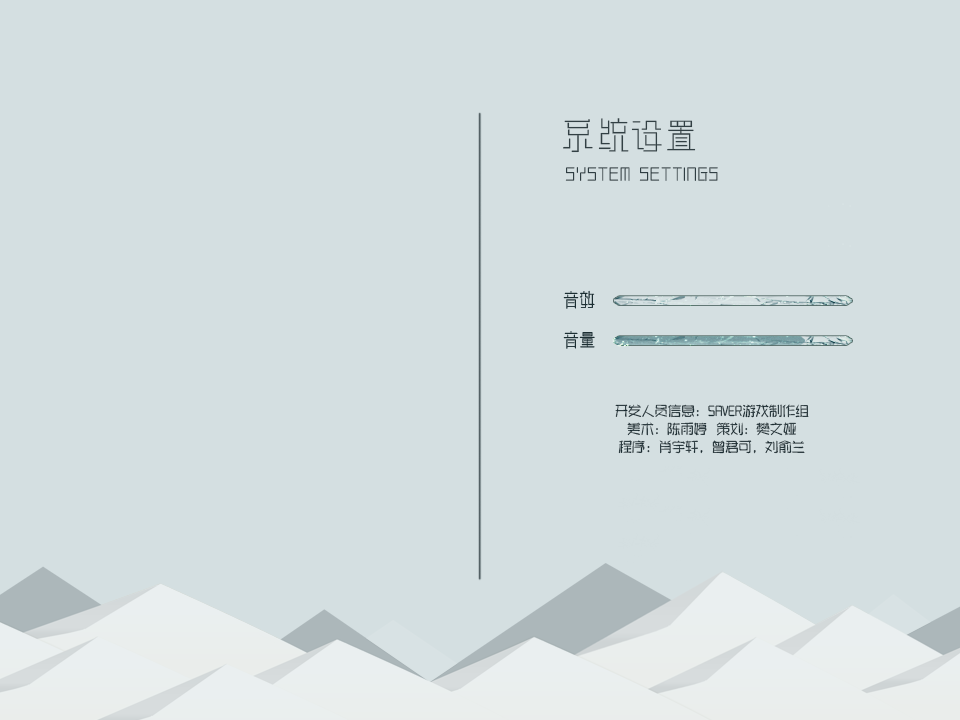 系统设置
SYSTEM SETTINGS
音效
音量
开发人员信息：SAVER游戏制作组
美术：陈雨婷 策划：樊文娅
程序：肖宇轩，曾君可，刘俞兰